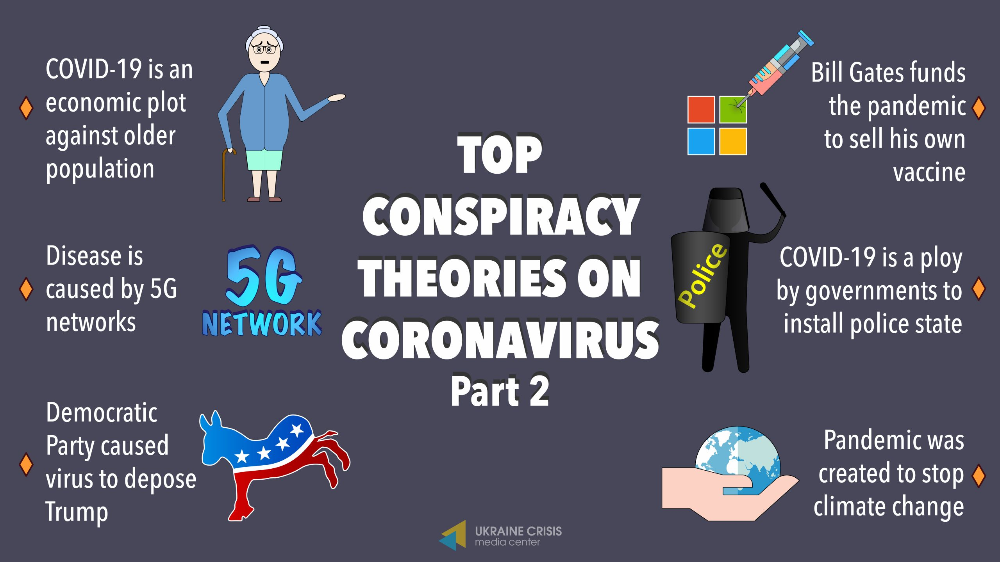 COVID-19 is an
economic plot
against older
population
Disease is
caused by 5G
networks
5G
NETWORK
Democratic
Party caused
virus to depose
Trump
TOP
CONSPIRACY
THEORIES ON
CORONAVIRUS
Part 2
Bill Gates funds
the pandemic
to sell his own
vaccine
Police
COVID-19 is a ploy
by governments to
install police state
Pandemic was
created to stop
climate change
UKRAINE CRISIS
media center